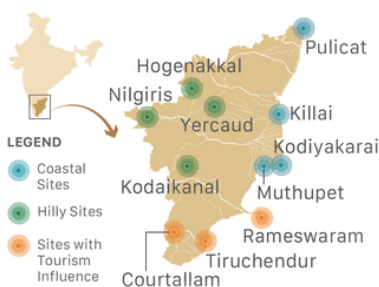 Pulicat
Hogenakkal
Nilgiris
Yercaud
Killai
Kodiyakarai
Kodaikanal
Muthupet
Rameswaram
Tiruchendur
Courtallam
LEGEND
Coastal
Sites
Hilly Sites
Sites with
Tourism
Influence